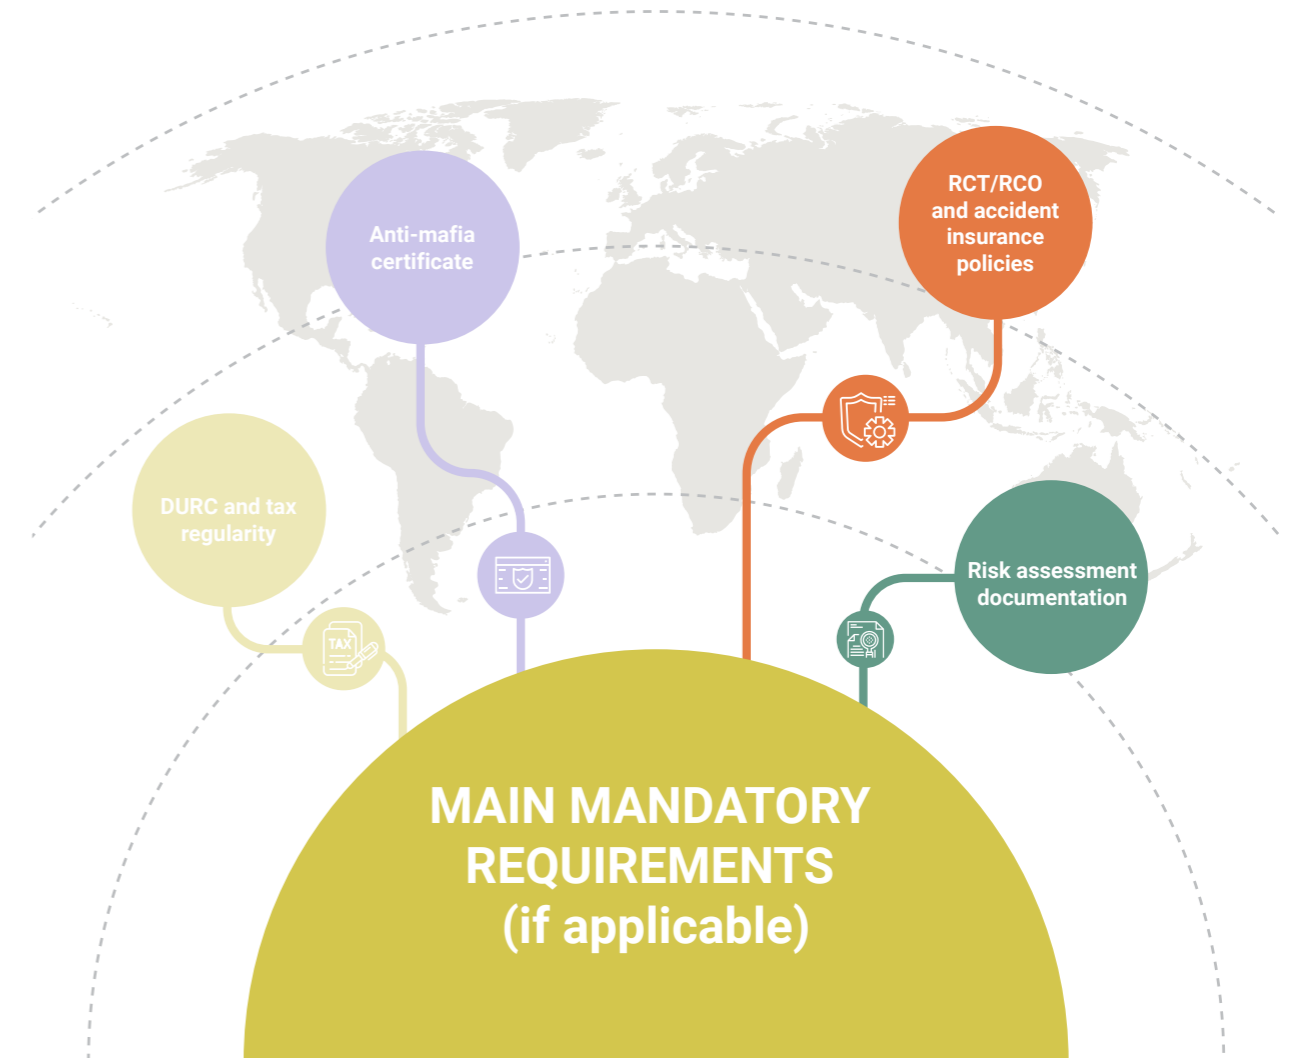 Anti-mafia
certificate
RCT/RCO
and accident
insurance
policies
DURC and tax
regularity
TAX
Risk assessment
documentation
MAIN MANDATORY
REQUIREMENTS
(if applicable)